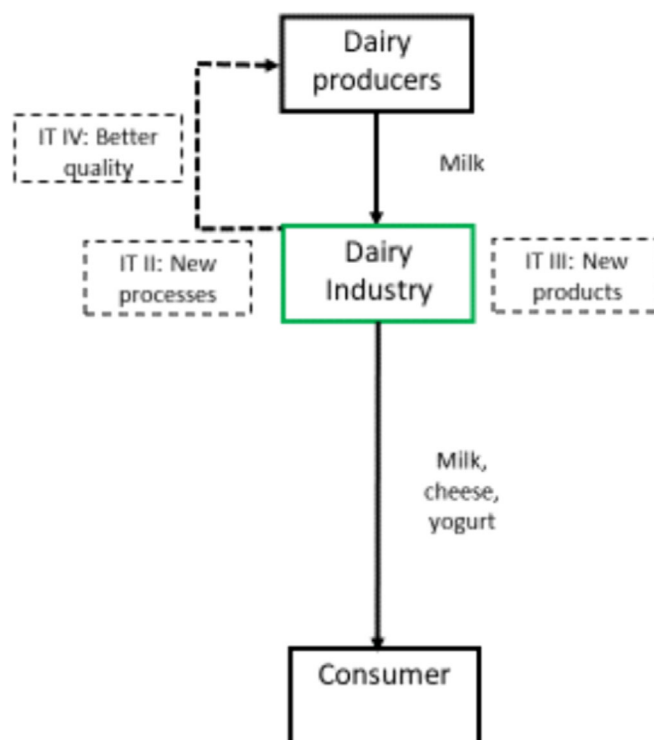 Dairy
producers
IT IV: Better
quality
Milk
Dairy
Industry
IT II: New
processes
IT III: New
products
Milk,
cheese,
yogurt
Consumer